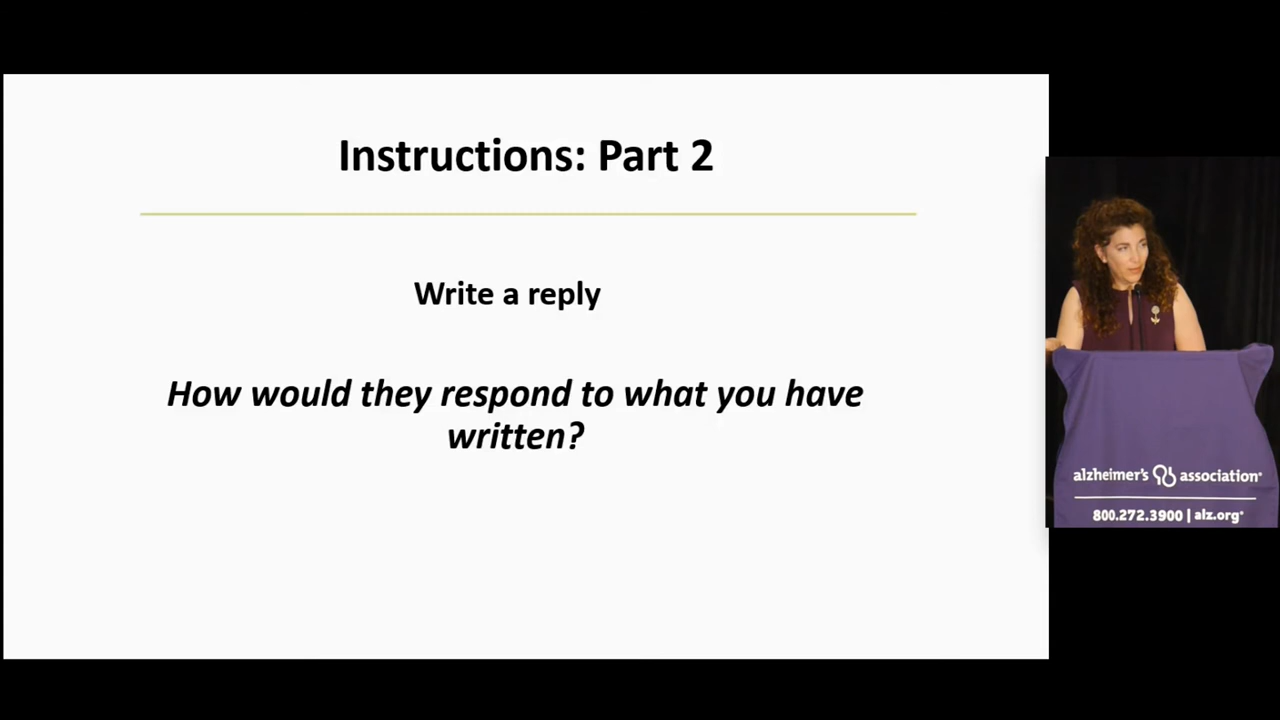 Instructions: Part 2
Write a reply
How would they respond to what you have
written?
alzheimer's association®
800.272.3900 | alz.org®